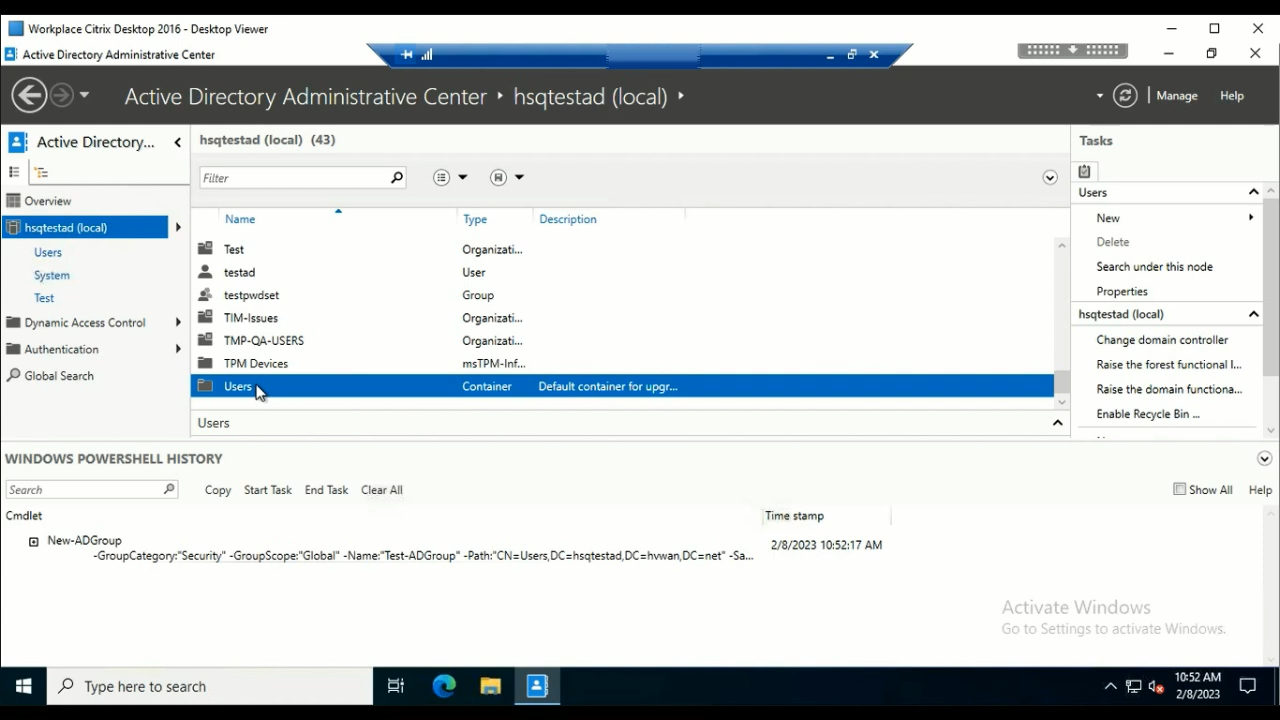 Workplace Citrix Desktop 2016 - Desktop Viewer
Active Directory Administrative Center
Active Directory Administrative Center • hsqtestad (local) •
Manage
Help
Active Directory...
Overview
hsqtestad (local)
Users
System
Test
Dynamic Access Control
Authentication
Global Search
hsqtestad (local) (43)
Filter
Name Type Description
Test Organizati...
testad User
testpwdset Group
TIM-Issues Organizati...
TMP-QA-USERS Organizati...
TPM Devices msTPM-Inf...
Users Container Default container for upgr...
Users
Tasks
Users
New
Delete
Search under this node
Properties
hsqtestad (local)
Change domain controller
Raise the forest functional l...
Raise the domain functiona...
Enable Recycle Bin ...
WINDOWS POWERSHELL HISTORY
Search
Copy Start Task End Task Clear All
Show All Help
Cmdlet Time stamp
New-ADGroup
-GroupCategory:"Security" -GroupScope:"Global" -Name:"Test-ADGroup" -Path:"CN=Users,DC=hsqtestad,DC=hvwan,DC=net" -Sa...
2/8/2023 10:52:17 AM
Activate Windows
Go to Settings to activate Windows.
Type here to search
10:52 AM
2/8/2023